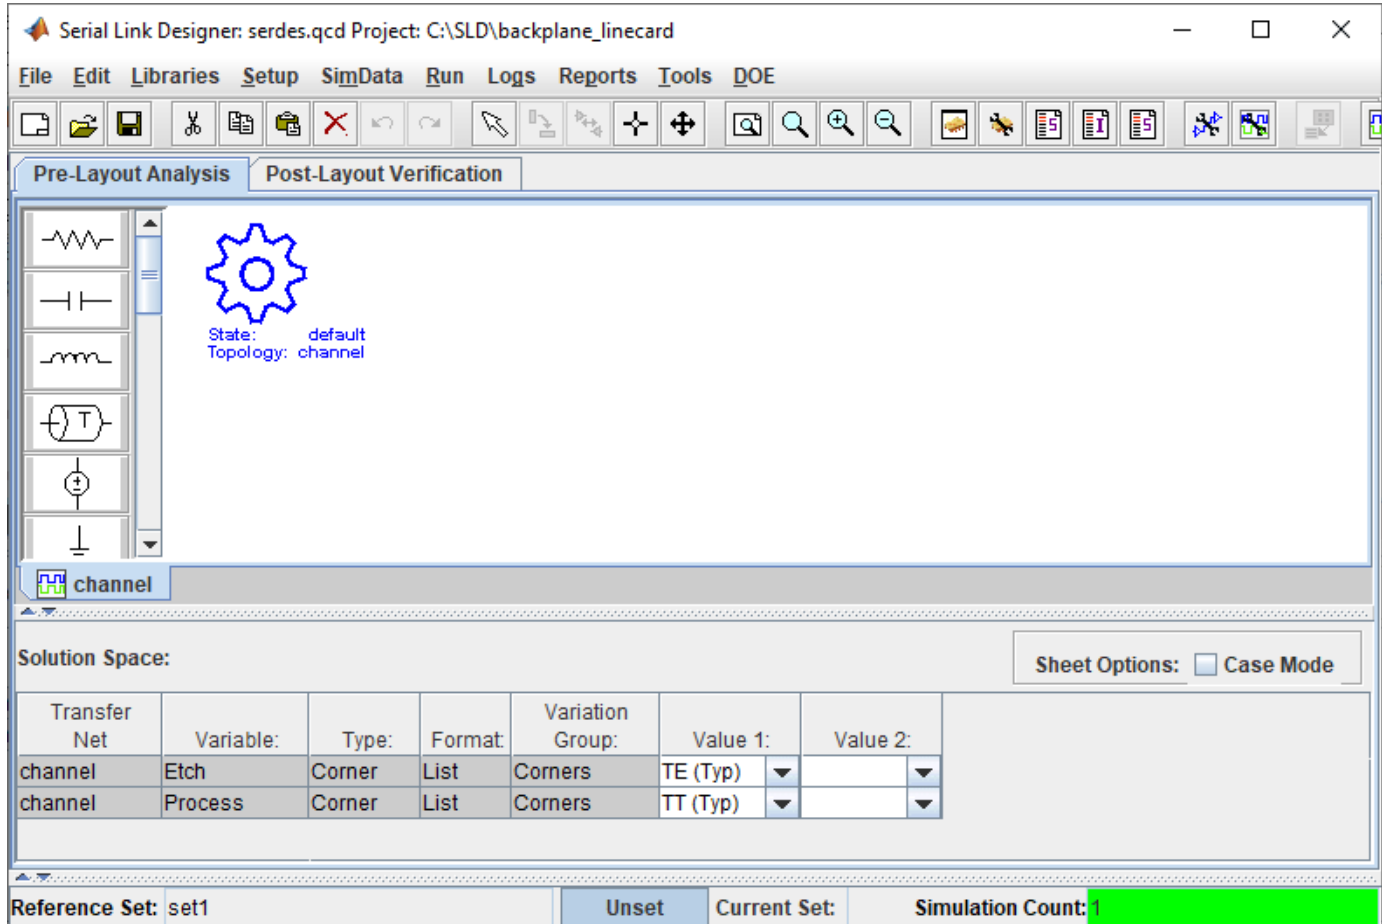 Serial Link Designer: serdes.qcd Project: C:\SLD\backplane_linecard
File Edit Libraries Setup SimData Run Logs Reports Tools DOE
Pre-Layout Analysis Post-Layout Verification
State: default
Topology: channel
T
channel
Solution Space:
Sheet Options: Case Mode
Transfer Net Variable: Type: Format: Variation Group: Value 1: Value 2:
channel Etch Corner List Corners TE (Typ)
channel Process Corner List Corners TT (Typ)
Reference Set: set1 Unset Current Set: Simulation Count: 1